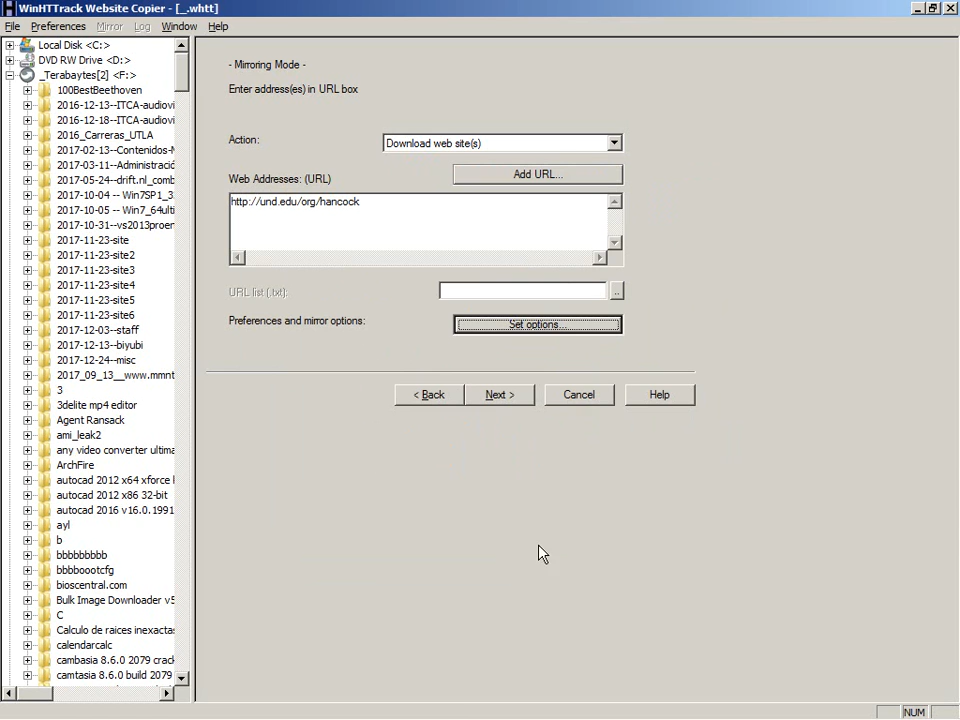 WinHTTrack Website Copier - [_.whtt]
File Preferences Mirror Log Window Help
Local Disk <C:>
DVD RW Drive <D:>
_Terabaytes[2] <F:>
100BestBeethoven
2016-12-13--ITCA-audiovi
2016-12-18--ITCA-audiovi
2016_Carreras_UTLA
2017-02-13--Contenidos-M
2017-03-11--Administració
2017-05-24--drift.nl_comb
2017-10-04 -- Win7SP1_3
2017-10-05 -- Win7_64ulti
2017-10-31--vs2013proen
2017-11-23-site
2017-11-23-site2
2017-11-23-site3
2017-11-23-site4
2017-11-23-site5
2017-11-23-site6
2017-12-03--staff
2017-12-13--biyubi
2017-12-24--misc
2017_09_13__www.mmnt
3
3delite mp4 editor
Agent Ransack
ami_leak2
any video converter ultima
ArchFire
autocad 2012 x64 xforce k
autocad 2012 x86 32-bit
autocad 2016 v16.0.1991
ayl
b
bbbbbbbbb
bbbboootcfg
bioscentral.com
Bulk Image Downloader v5
C
Calculo de raices inexactas
calendarcalc
cambasia 8.6.0 2079 crack
camtasia 8.6.0 build 2079
- Mirroring Mode -
Enter address(es) in URL box
Action:
Download web site(s)
Web Addresses: (URL)
Add URL...
http://und.edu/org/hancock
URL list (.txt):
..
Preferences and mirror options:
Set options...
< Back
Next >
Cancel
Help
NUM